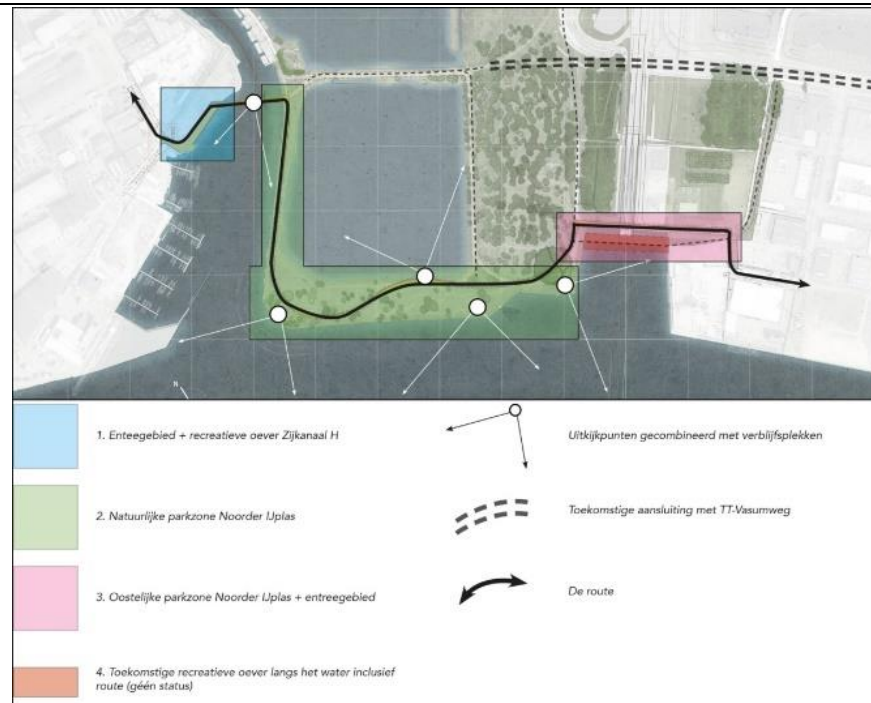 N
1. Enteegebied + recreatieve oever Zijkanaal H
Uitkijkpunten gecombineerd met verblijfsplekken
2. Natuurlijke parkzone Noorder IJplas
Toekomstige aansluiting met TT-Vasumweg
3. Oostelijke parkzone Noorder IJplas + entreegebied
De route
4. Toekomstige recreatieve oever langs het water inclusief
route (géén status)